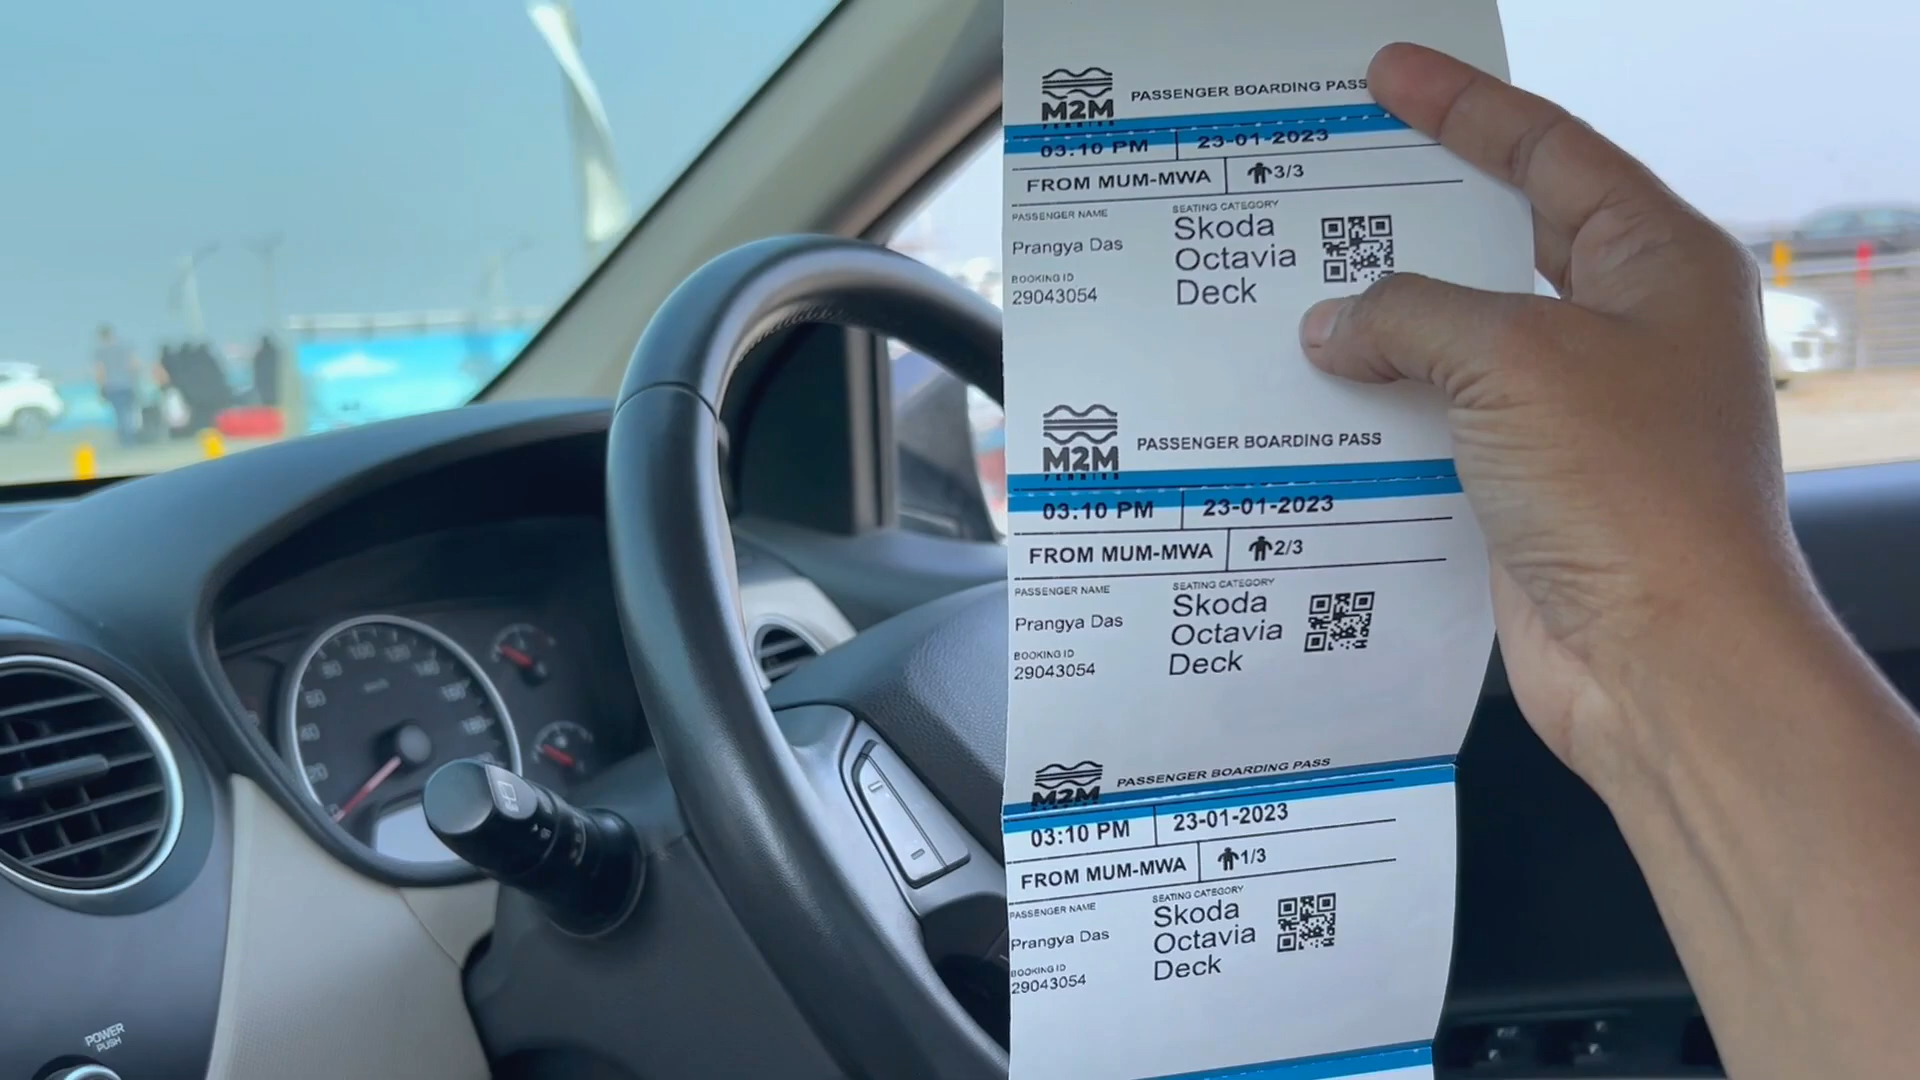 M2M
PASSENGER BOARDING PASS
03:10 PM
23-01-2023
FROM MUM-MWA
3/3
PASSENGER NAME
Prangya Das
BOOKING ID
29043054
SEATING CATEGORY
Skoda
Octavia
Deck
M2M
PASSENGER BOARDING PASS
03:10 PM
23-01-2023
FROM MUM-MWA
2/3
PASSENGER NAME
Prangya Das
BOOKING ID
29043054
SEATING CATEGORY
Skoda
Octavia
Deck
M2M
PASSENGER BOARDING PASS
03:10 PM
23-01-2023
FROM MUM-MWA
1/3
PASSENGER NAME
Prangya Das
BOOKING ID
29043054
SEATING CATEGORY
Skoda
Octavia
Deck
POWER
PUSH